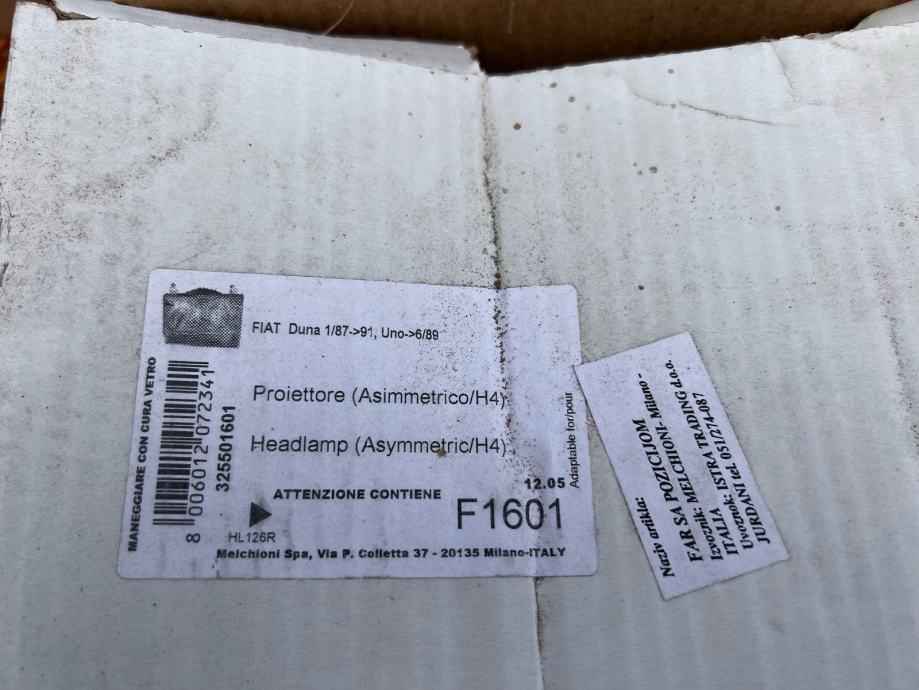 FIAT Duna 1/87->91, Uno->6/89
Proiettore (Asimmetrico/H4)
Headlamp (Asymmetric/H4)
12.05
Adaptable for/pour
ATTENZIONE CONTIENE
F1601
HL126R
Melchioni Spa, Via P. Colletta 37 - 20135 Milano-ITALY
MANEGGIARE CON CURA VETRO
8 006012 072341
325501601
Naziv artikla:
FAR SA POZICIJOM
Izvoznik: MELCHIONI- Milano -
ITALIA
Uvoznok: ISTRA TRADING d.o.o.
JURDANI tel. 051/274-087